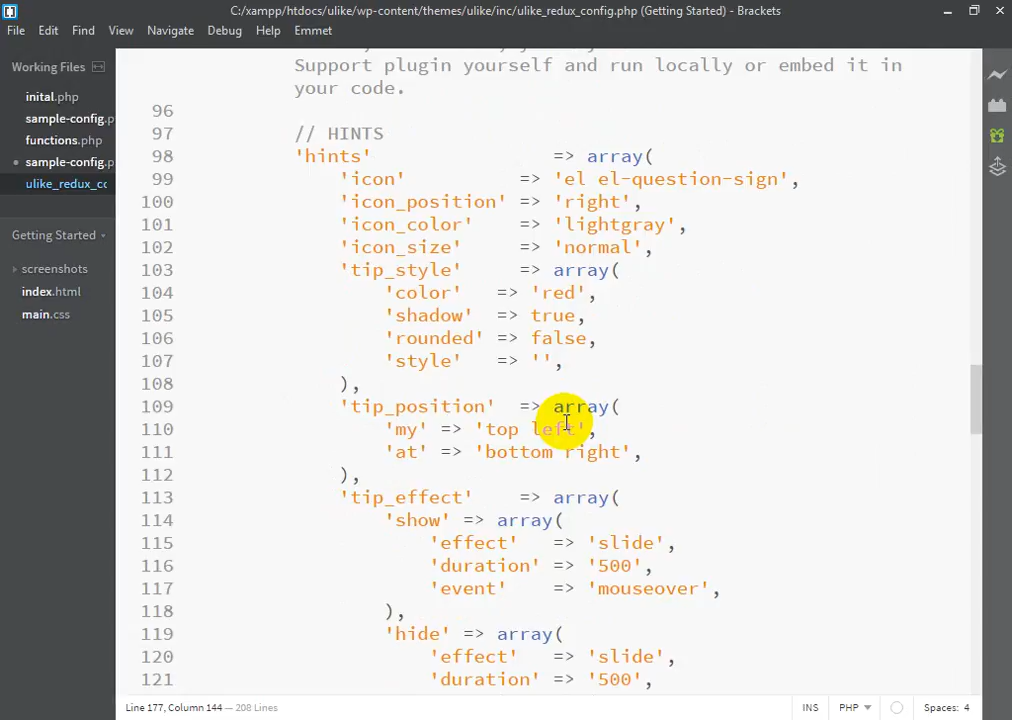 C:/xampp/htdocs/ulike/wp-content/themes/ulike/inc/ulike_redux_config.php (Getting Started) - Brackets
File Edit Find View Navigate Debug Help Emmet
Working Files
inital.php
sample-config.p
functions.php
sample-config.p
ulike_redux_cc
Getting Started
screenshots
index.html
main.css
Support plugin yourself and run locally or embed it in
your code.
96
97 // HINTS
98 'hints' => array(
99 'icon' => 'el el-question-sign',
100 'icon_position' => 'right',
101 'icon_color' => 'lightgray',
102 'icon_size' => 'normal',
103 'tip_style' => array(
104 'color' => 'red',
105 'shadow' => true,
106 'rounded' => false,
107 'style' => '',
108 ),
109 'tip_position' => array(
110 'my' => 'top left',
111 'at' => 'bottom right',
112 ),
113 'tip_effect' => array(
114 'show' => array(
115 'effect' => 'slide',
116 'duration' => '500',
117 'event' => 'mouseover',
118 ),
119 'hide' => array(
120 'effect' => 'slide',
121 'duration' => '500',
Line 177, Column 144 — 208 Lines
INS PHP Spaces: 4